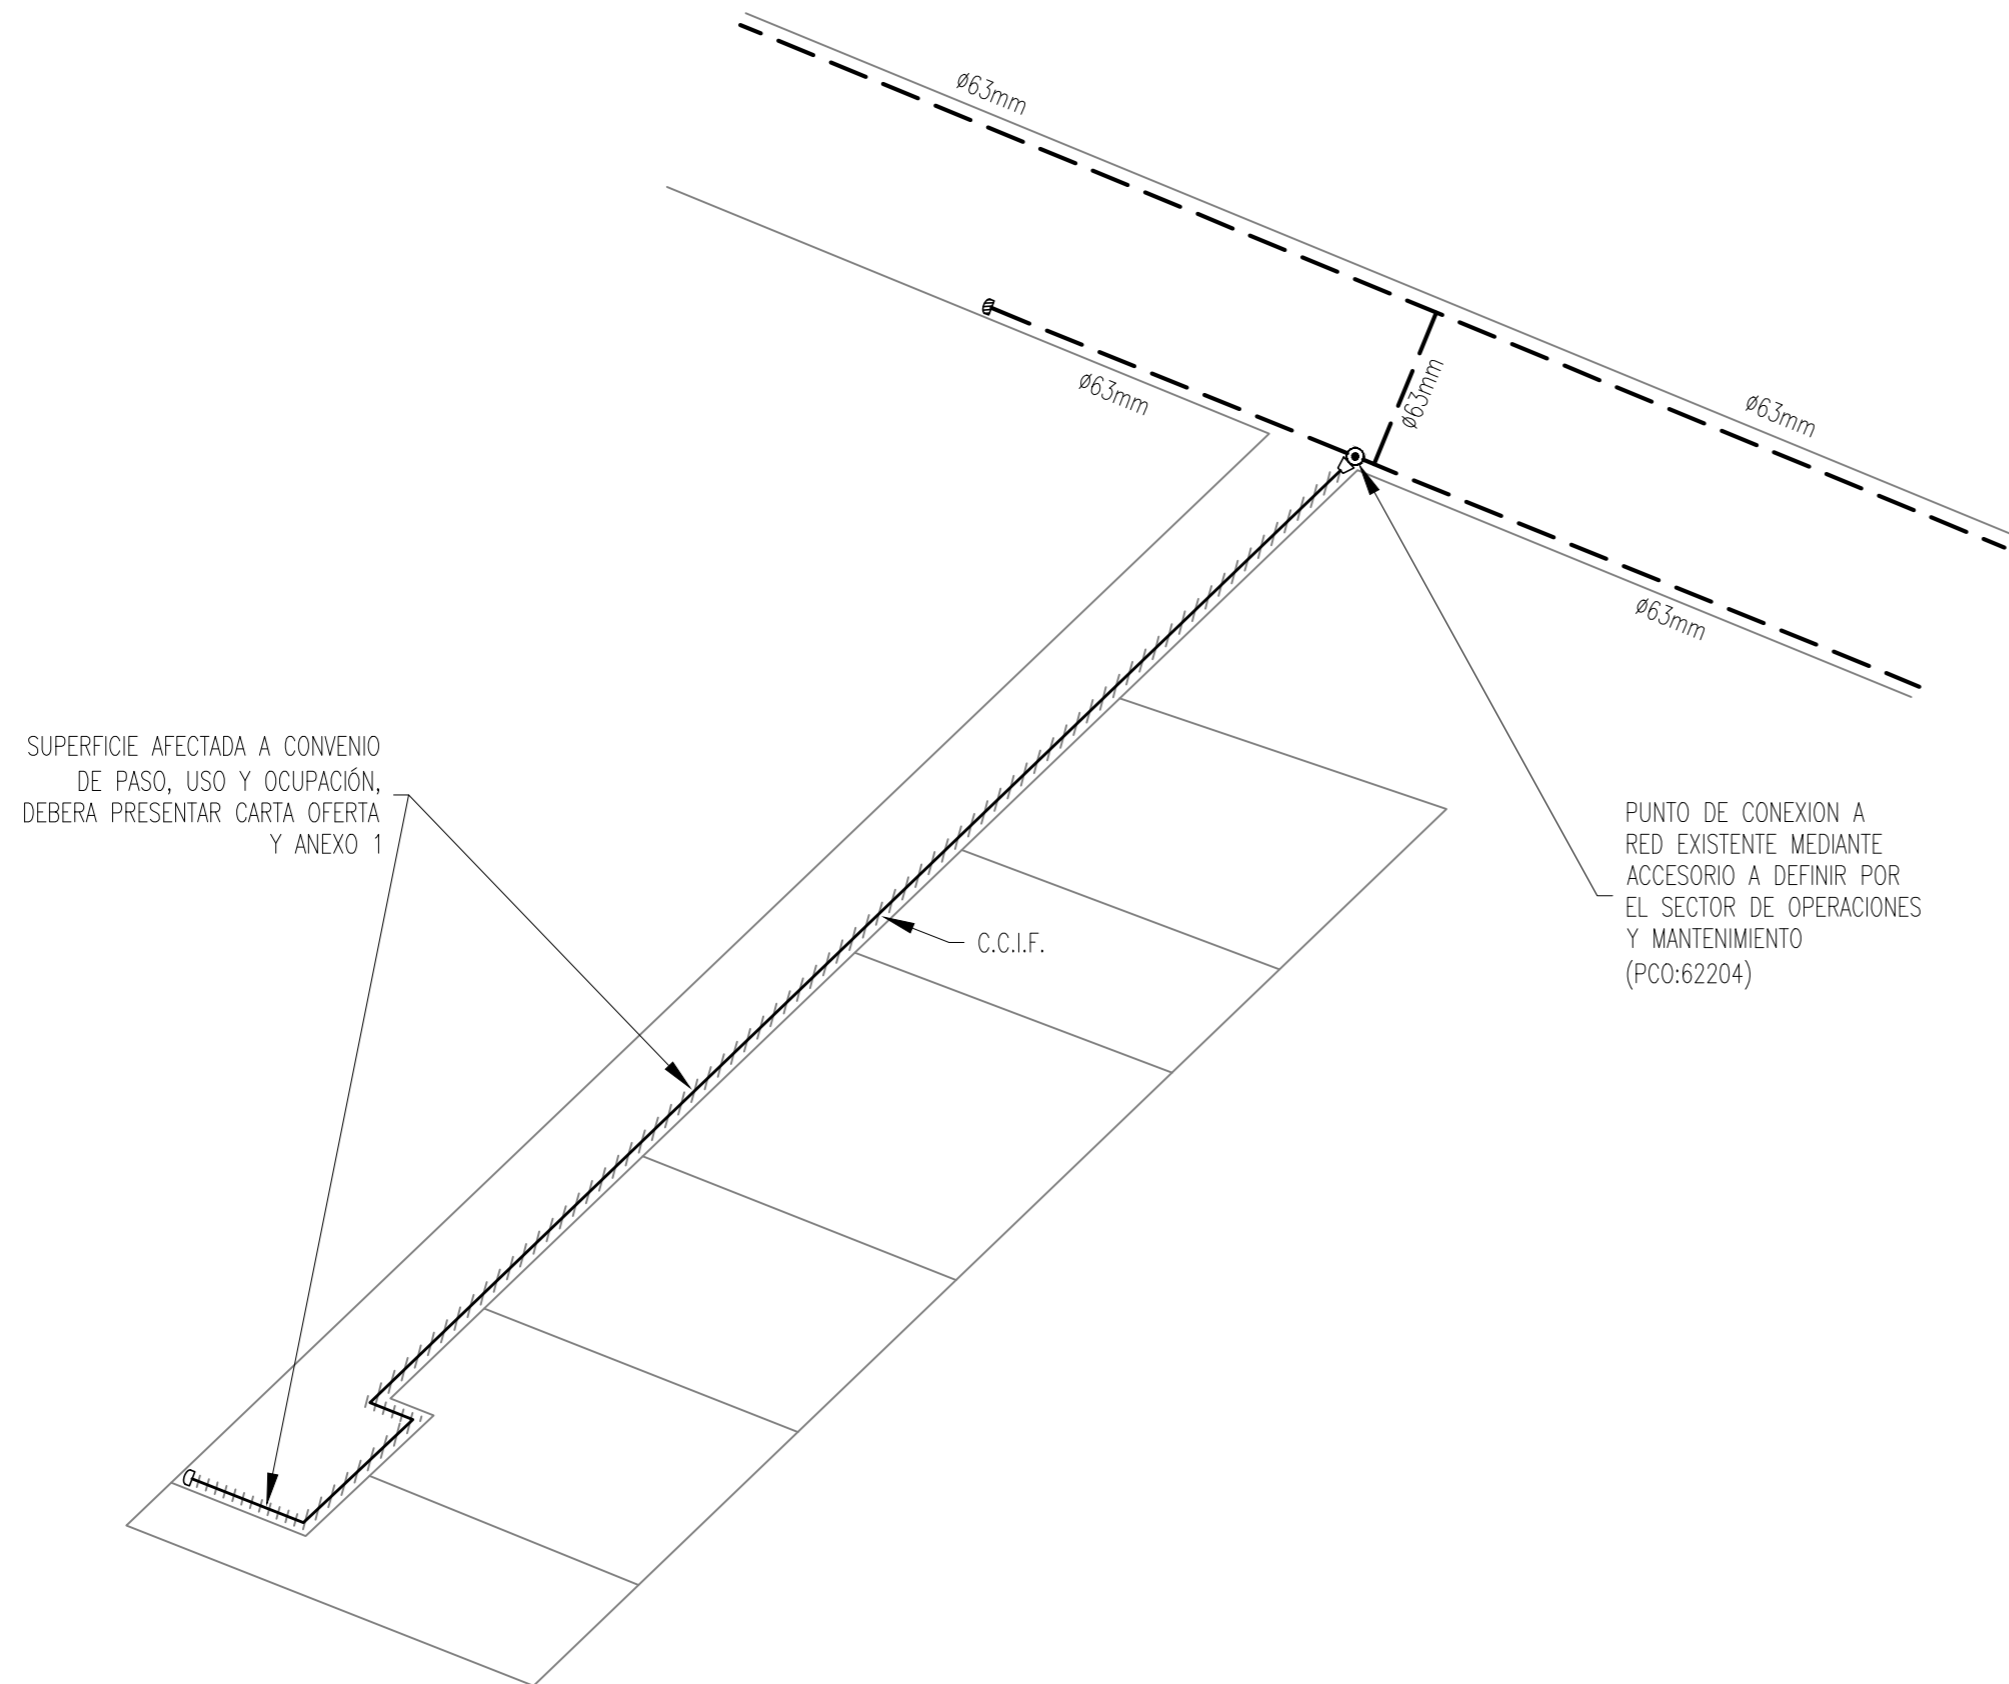 ø63mm
ø63mm
ø63mm
ø63mm
ø63mm
SUPERFICIE AFECTADA A CONVENIO
DE PASO, USO Y OCUPACIÓN,
DEBERA PRESENTAR CARTA OFERTA
Y ANEXO 1
PUNTO DE CONEXION A
RED EXISTENTE MEDIANTE
ACCESORIO A DEFINIR POR
EL SECTOR DE OPERACIONES
Y MANTENIMIENTO
(PCO:62204)
C.C.I.F.